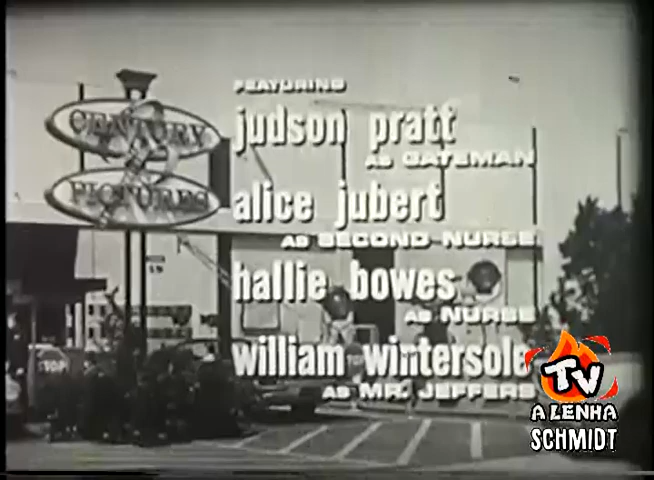 FEATURING
judson pratt
AS GATEMAN
alice jubert
AS SECOND NURSE
hallie bowes
AS NURSE
william wintersole
AS MR. JEFFERS
CENTURY
PICTURES
STOP
TV
A LENHA
SCHMIDT